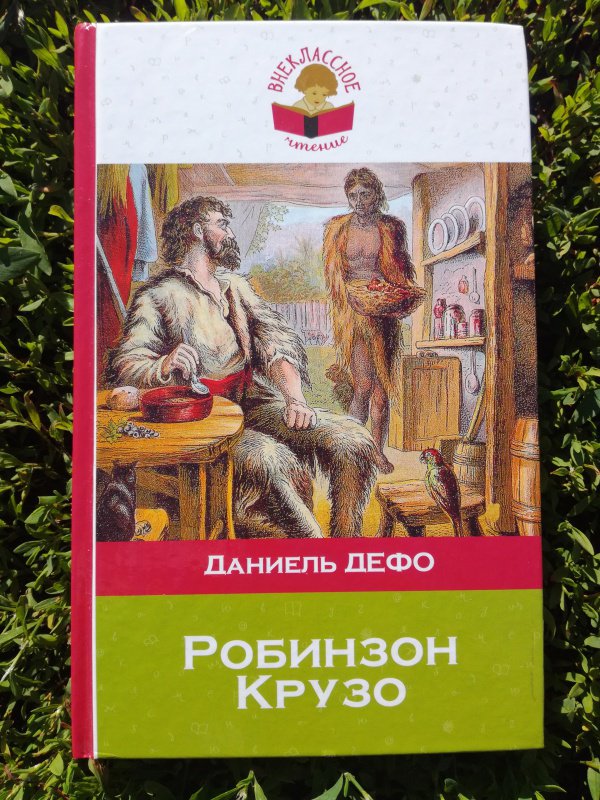 ВНЕКЛАССНОЕ
чтение
Даниель ДЕФО
Робинзон
Крузо